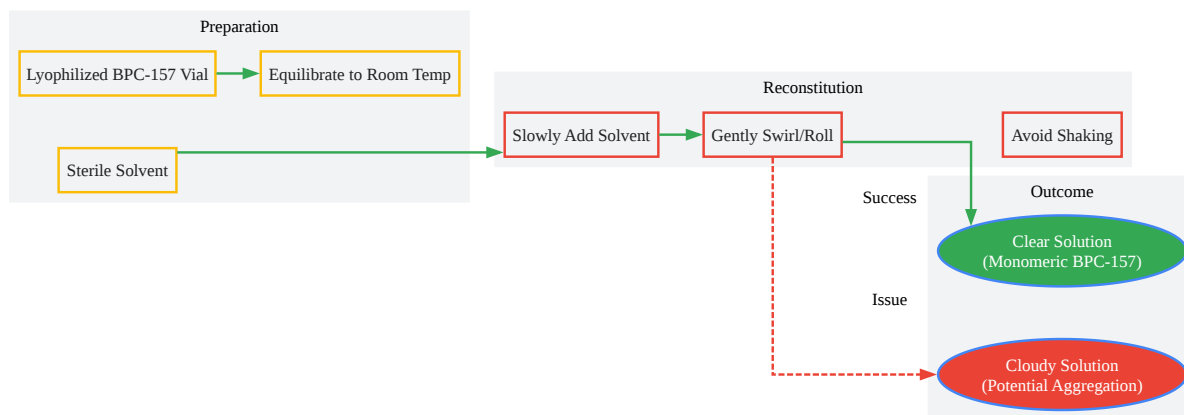 Preparation
Lyophilized BPC-157 Vial
Equilibrate to Room Temp
Sterile Solvent
Reconstitution
Slowly Add Solvent
Gently Swirl/Roll
Avoid Shaking
Success
Outcome
Clear Solution
(Monomeric BPC-157)
Issue
Cloudy Solution
(Potential Aggregation)